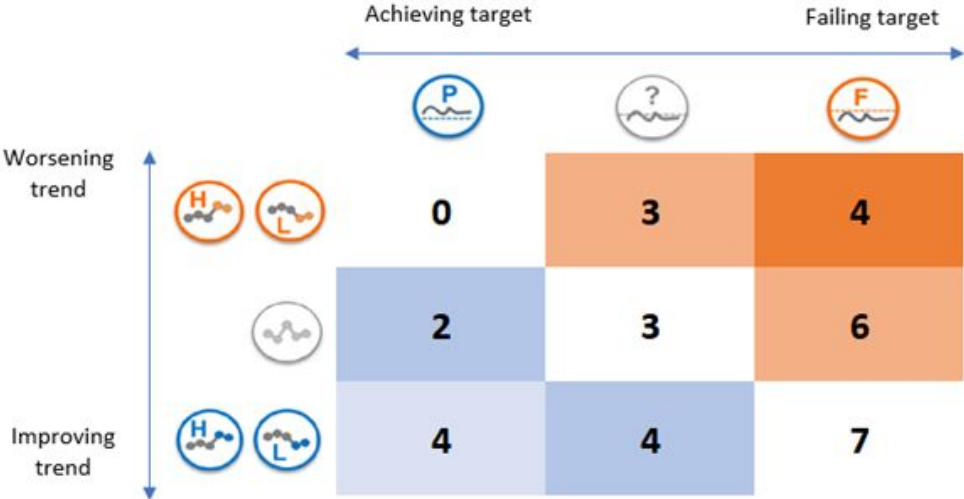 Achieving target
Failing target
P
?
F
Worsening
trend
H
L
0
3
4
2
3
6
Improving
trend
H
L
4
4
7